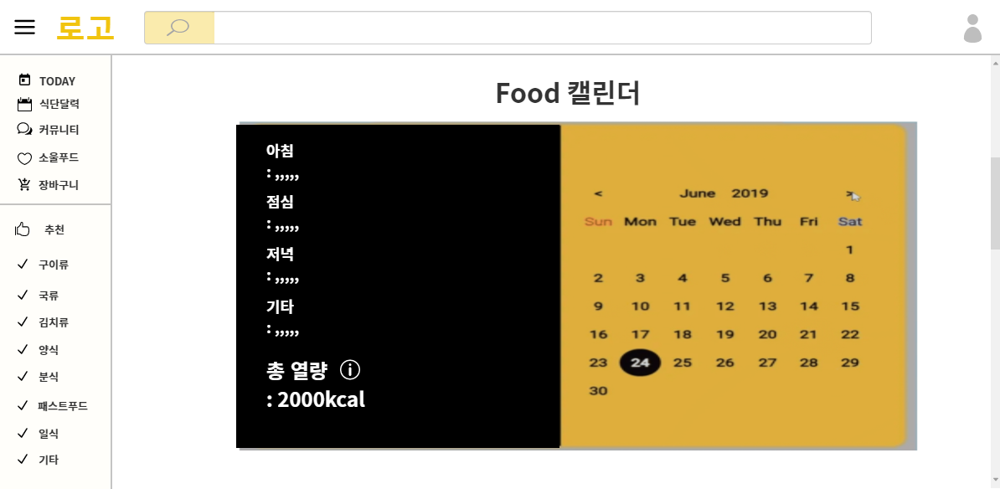 로고
TODAY
식단달력
커뮤니티
소울푸드
장바구니
추천
구이류
국류
김치류
양식
분식
패스트푸드
일식
기타
Food 캘린더
아침
: ,,,,,
점심
: ,,,,,
저녁
: ,,,,,
기타
: ,,,,,
총 열량
: 2000kcal
< June 2019 >
Sun Mon Tue Wed Thu Fri Sat
1
2 3 4 5 6 7 8
9 10 11 12 13 14 15
16 17 18 19 20 21 22
23 24 25 26 27 28 29
30